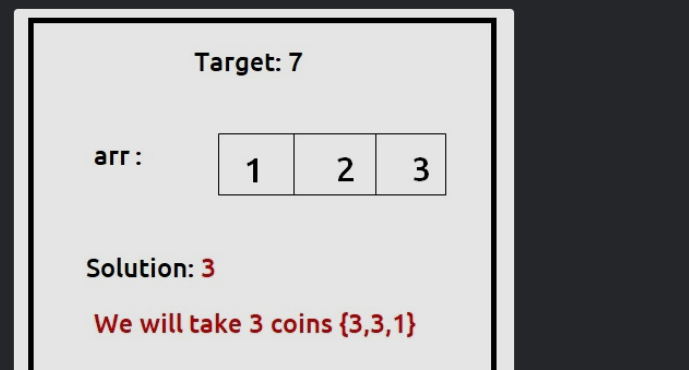 Target: 7
arr :
1 2 3
Solution: 3
We will take 3 coins {3,3,1}